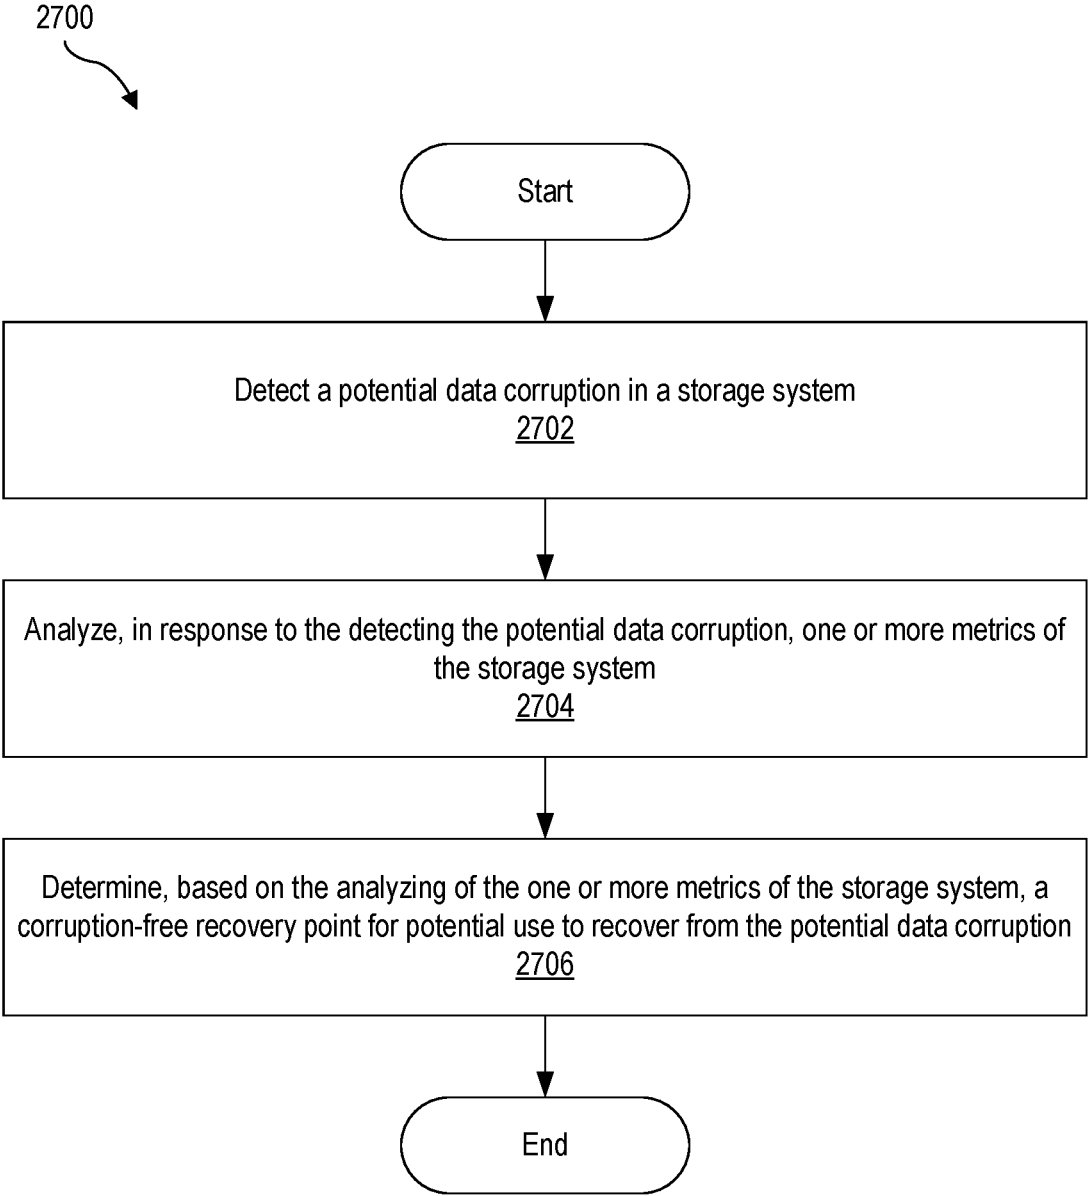 2700
Start
Detect a potential data corruption in a storage system
2702
Analyze, in response to the detecting the potential data corruption, one or more metrics of
the storage system
2704
Determine, based on the analyzing of the one or more metrics of the storage system, a
corruption-free recovery point for potential use to recover from the potential data corruption
2706
End